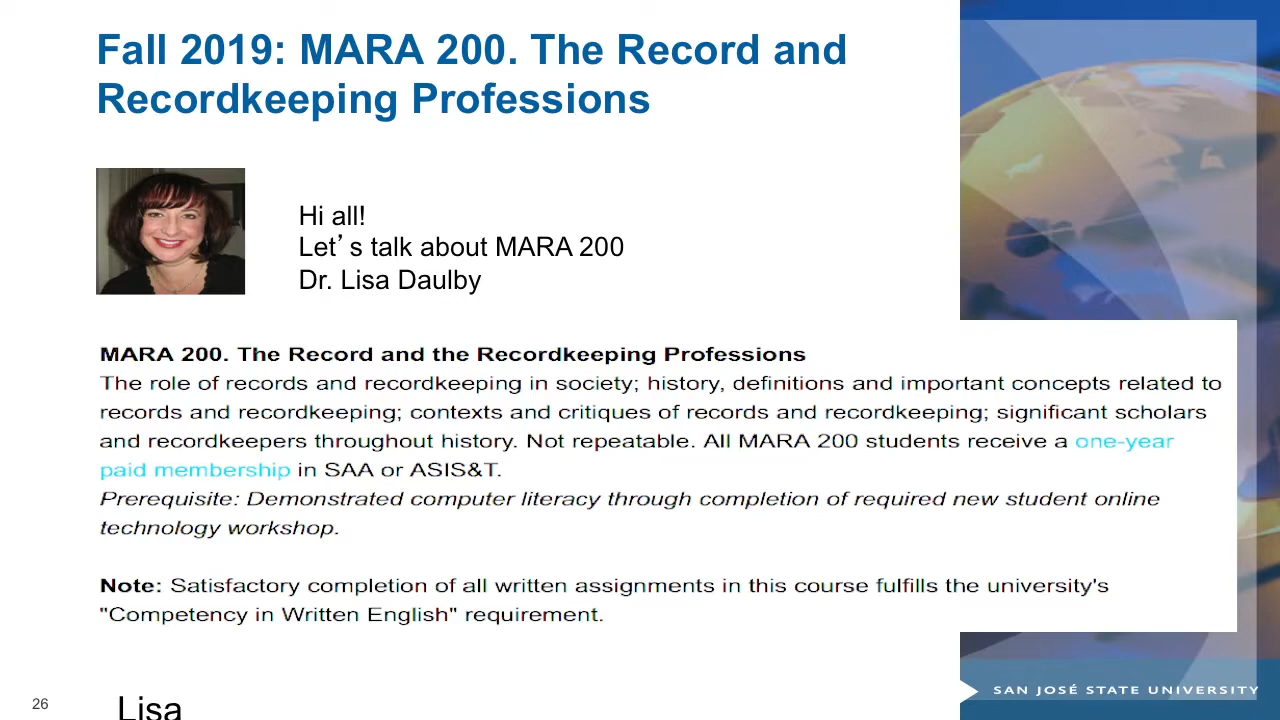 Fall 2019: MARA 200. The Record and
Recordkeeping Professions
Hi all!
Let’s talk about MARA 200
Dr. Lisa Daulby
MARA 200. The Record and the Recordkeeping Professions
The role of records and recordkeeping in society; history, definitions and important concepts related to
records and recordkeeping; contexts and critiques of records and recordkeeping; significant scholars
and recordkeepers throughout history. Not repeatable. All MARA 200 students receive a one-year
paid membership in SAA or ASIS&T.
Prerequisite: Demonstrated computer literacy through completion of required new student online
technology workshop.
Note: Satisfactory completion of all written assignments in this course fulfills the university's
"Competency in Written English" requirement.
SAN JOSÉ STATE UNIVERSITY
26
Lisa